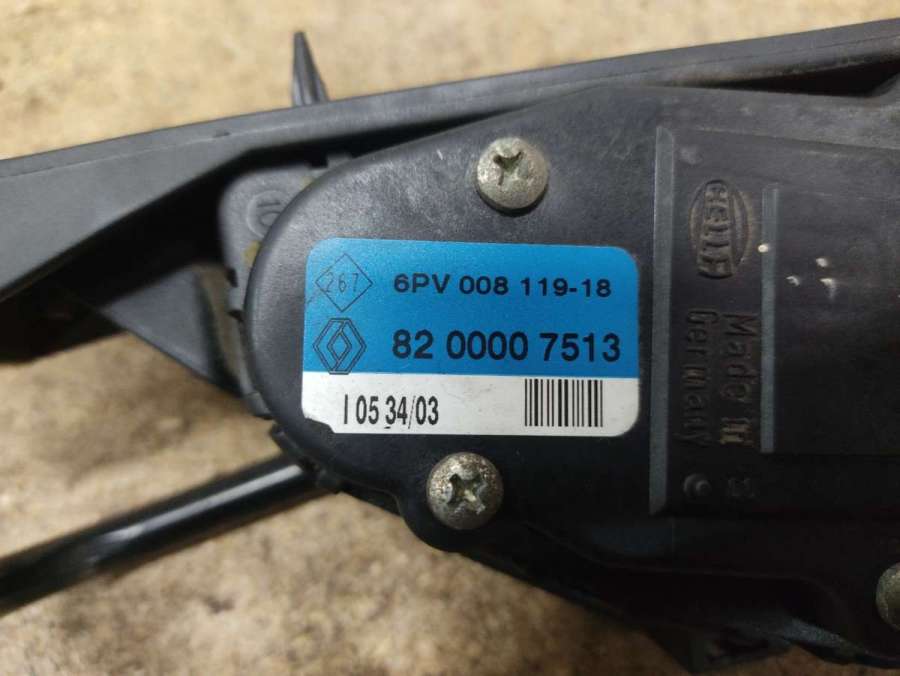 267
6PV 008 119-18
82 0000 7513
I 05 34/03
HELLA
Made in
Germany